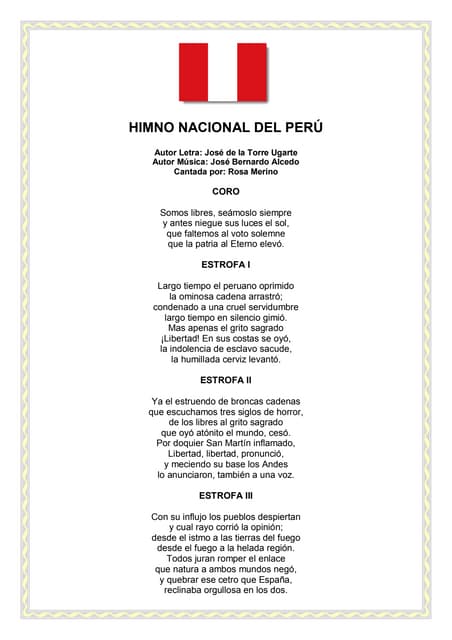 HIMNO NACIONAL DEL PERÚ
Autor Letra: José de la Torre Ugarte
Autor Música: José Bernardo Alcedo
Cantada por: Rosa Merino
CORO
Somos libres, seámoslo siempre
y antes niegue sus luces el sol,
que faltemos al voto solemne
que la patria al Eterno elevó.
ESTROFA I
Largo tiempo el peruano oprimido
la ominosa cadena arrastró;
condenado a una cruel servidumbre
largo tiempo en silencio gimió.
Mas apenas el grito sagrado
¡Libertad! En sus costas se oyó,
la indolencia de esclavo sacude,
la humillada cerviz levantó.
ESTROFA II
Ya el estruendo de broncas cadenas
que escuchamos tres siglos de horror,
de los libres al grito sagrado
que oyó atónito el mundo, cesó.
Por doquier San Martín inflamado,
Libertad, libertad, pronunció,
y meciendo su base los Andes
lo anunciaron, también a una voz.
ESTROFA III
Con su influjo los pueblos despiertan
y cual rayo corrió la opinión;
desde el istmo a las tierras del fuego
desde el fuego a la helada región.
Todos juran romper el enlace
que natura a ambos mundos negó,
y quebrar ese cetro que España,
reclinaba orgullosa en los dos.